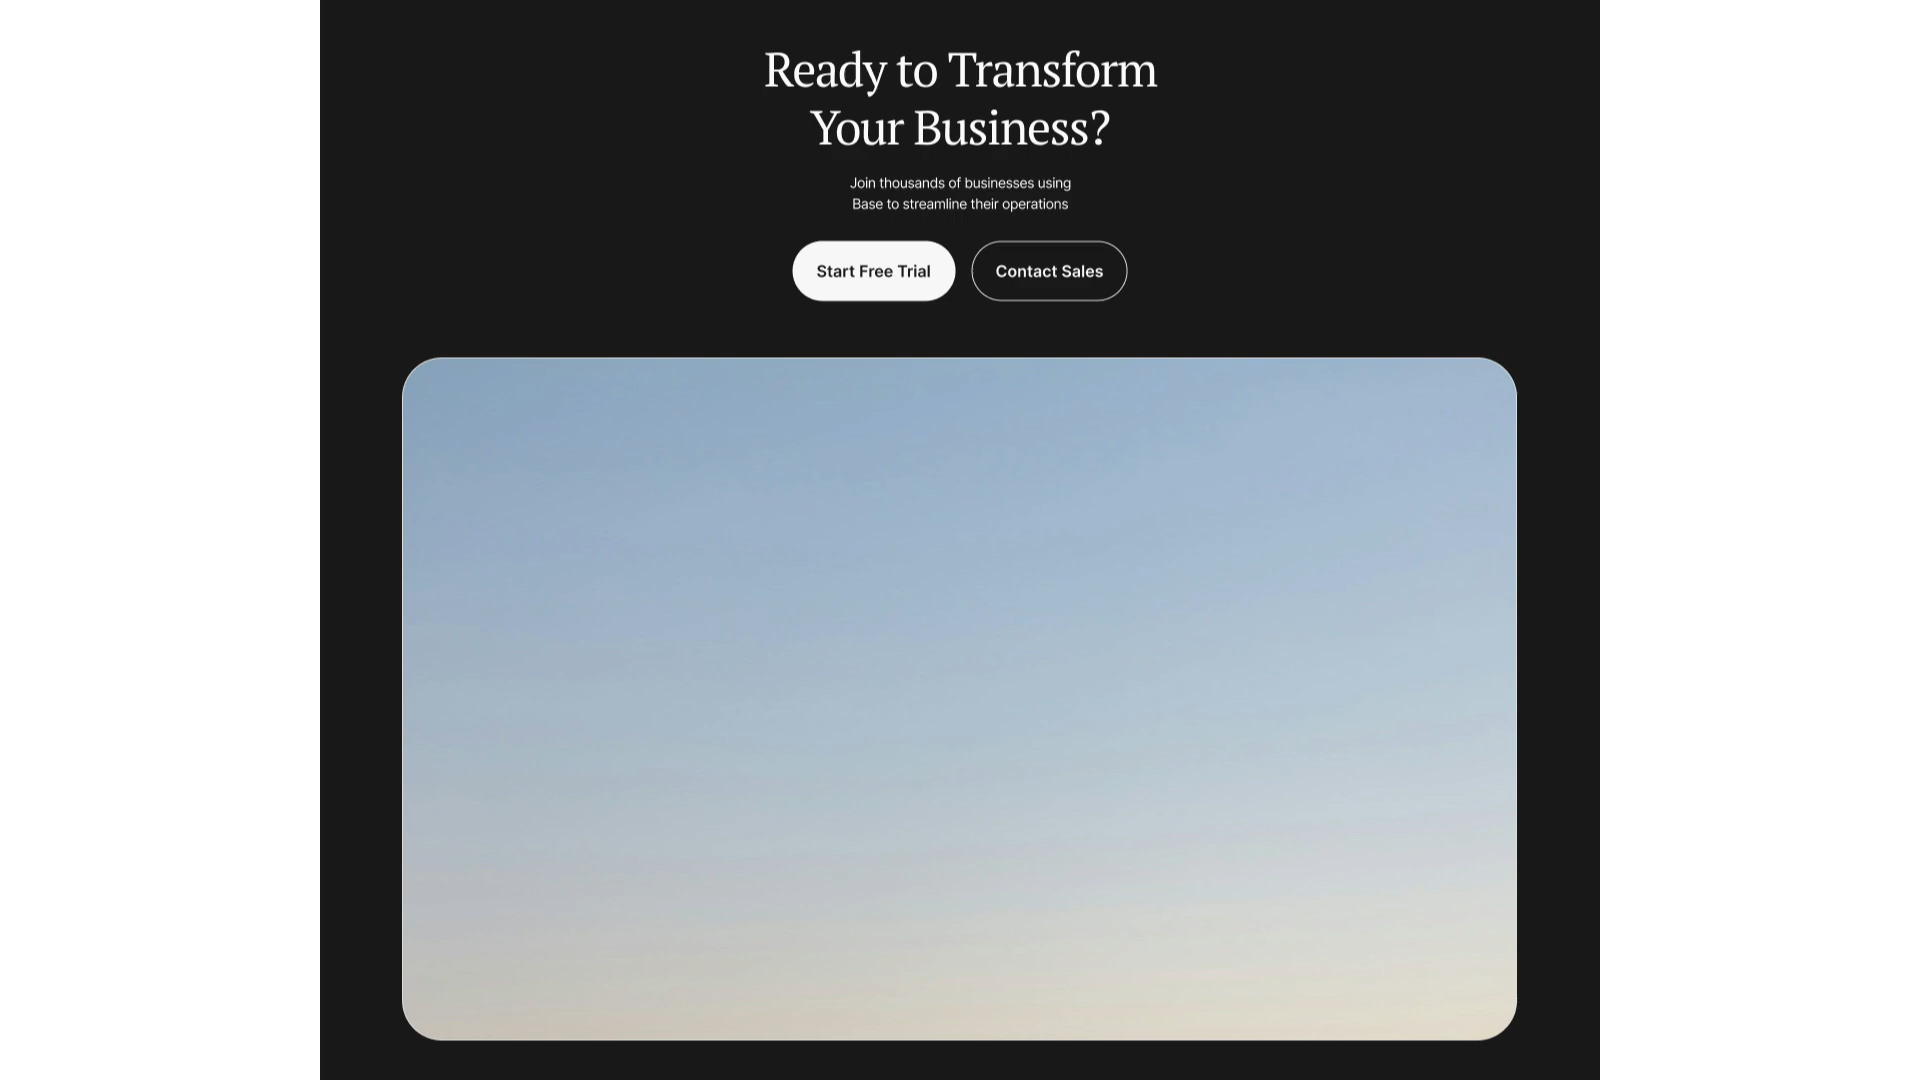 Ready to Transform
Your Business?
Join thousands of businesses using
Base to streamline their operations
Start Free Trial
Contact Sales